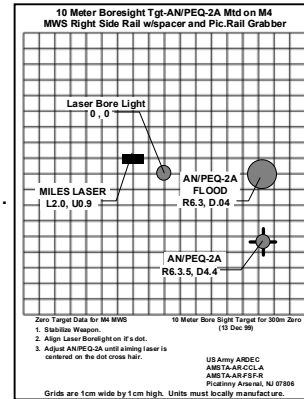 10 Meter Boresight Tgt-AN/PEQ-2A Mtd on M4
MWS Right Side Rail w/spacer and Pic.Rail Grabber
Laser Bore Light
0 , 0
MILES LASER
L2.0, U0.9
AN/PEQ-2A
FLOOD
R6.3, D.04
AN/PEQ-2A
R6.3.5, D4.4
Zero Target Data for M4 MWS
1. Stabilize Weapon.
2. Align Laser Borelight on it's dot.
3. Adjust AN/PEQ-2A until aiming laser is
centered on the dot cross hair.
10 Meter Bore Sight Target for 300m Zero
(13 Dec 99)
US Army ARDEC
AMSTA-AR-CCL-A
AMSTA-AR-FSF-R
Picatinny Arsenal, NJ 07806
Grids are 1cm wide by 1cm high. Units must locally manufacture.